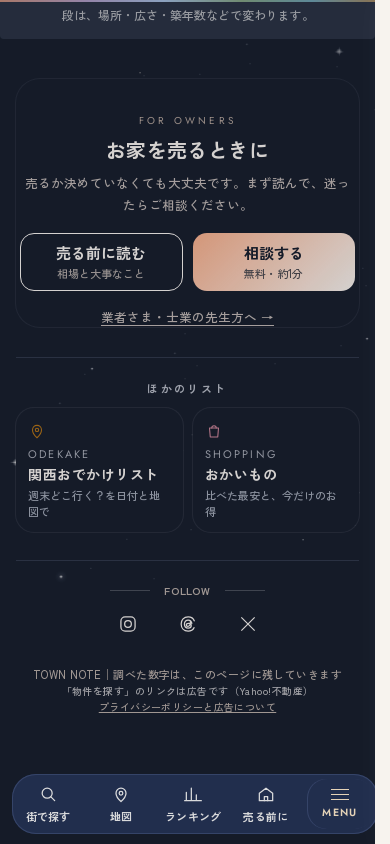 段は、場所・広さ・築年数などで変わります。
FOR OWNERS
お家を売るときに
売るか決めていなくても大丈夫です。まず読んで、迷っ
たらご相談ください。
売る前に読む
相場と大事なこと
相談する
無料・約1分
業者さま・士業の先生方へ →
ほかのリスト
ODEKAKE
関西おでかけリスト
週末どこ行く？を日付と地
図で
SHOPPING
おかいもの
比べた最安と、今だけのお
得
FOLLOW
TOWN NOTE｜調べた数字は、このページに残していきます
「物件を探す」のリンクは広告です（Yahoo!不動産）
プライバシーポリシーと広告について
街で探す
地図
ランキング
売る前に
MENU